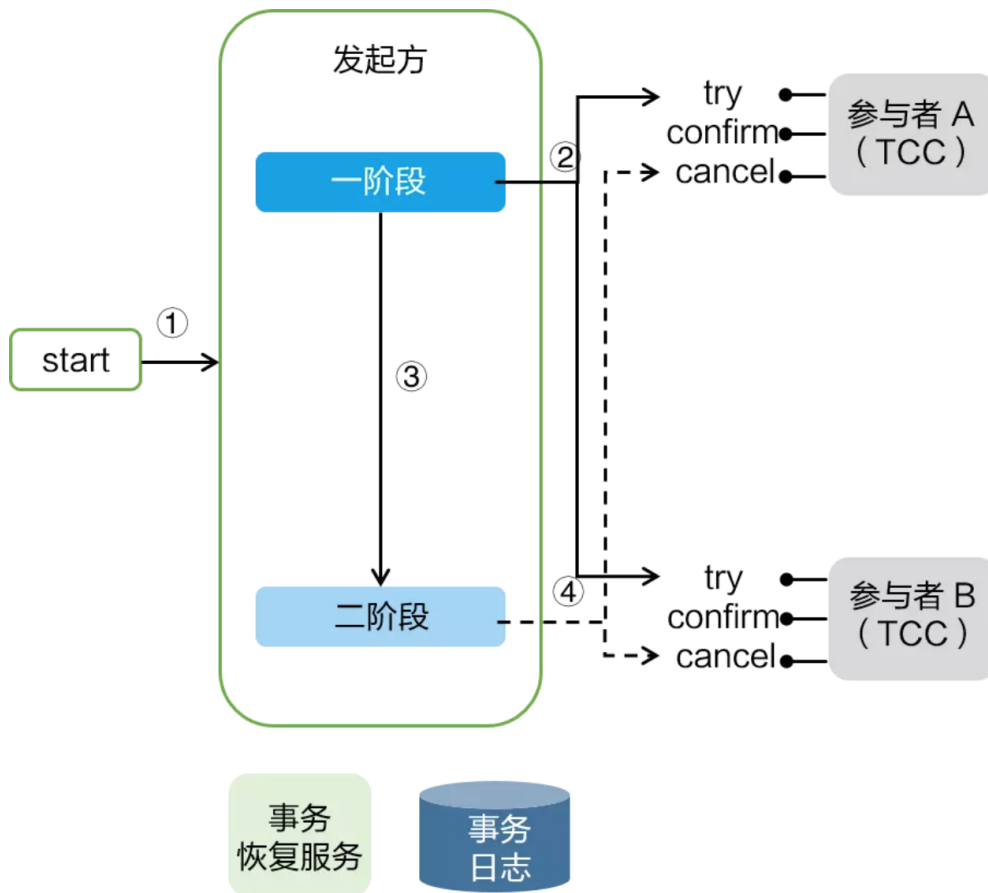 发起方
一阶段
②
try
confirm
cancel
参与者 A
（TCC）
①
start
③
二阶段
④
try
confirm
cancel
参与者 B
（TCC）
事务
恢复服务
事务
日志